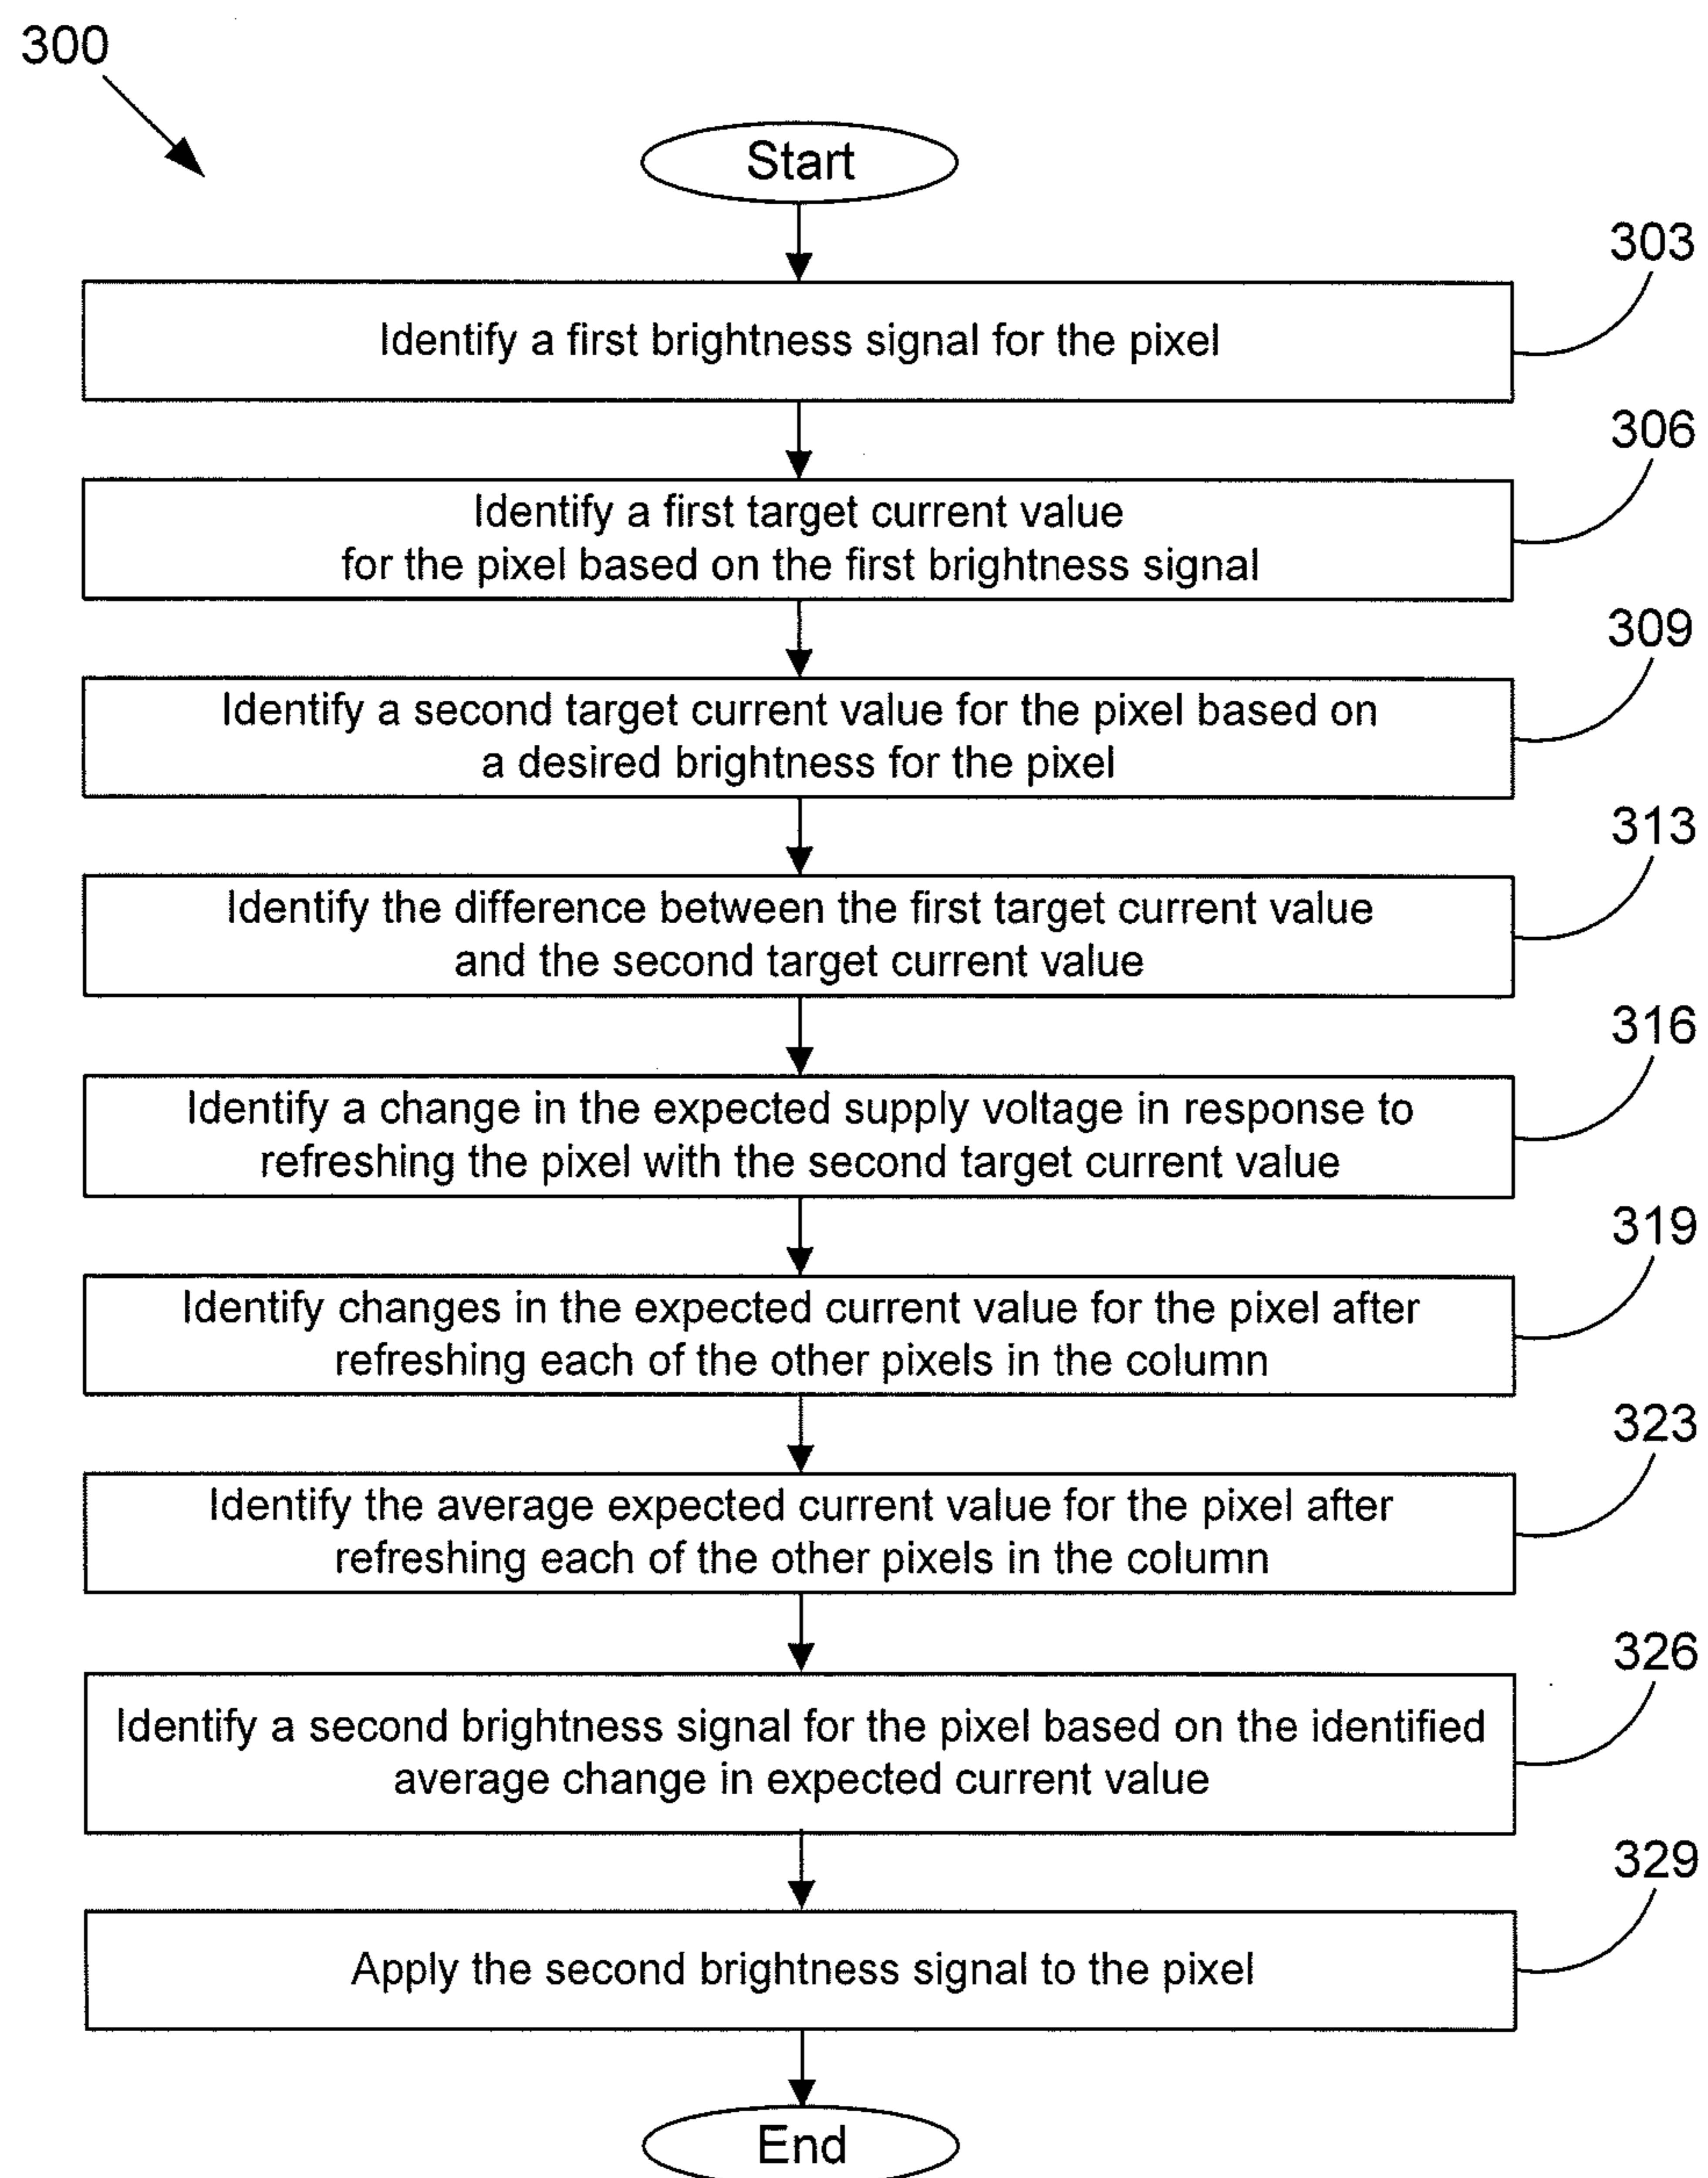 300
Start
303
Identify a first brightness signal for the pixel
306
Identify a first target current value
for the pixel based on the first brightness signal
309
Identify a second target current value for the pixel based on
a desired brightness for the pixel
313
Identify the difference between the first target current value
and the second target current value
316
Identify a change in the expected supply voltage in response to
refreshing the pixel with the second target current value
319
Identify changes in the expected current value for the pixel after
refreshing each of the other pixels in the column
323
Identify the average expected current value for the pixel after
refreshing each of the other pixels in the column
326
Identify a second brightness signal for the pixel based on the identified
average change in expected current value
329
Apply the second brightness signal to the pixel
End